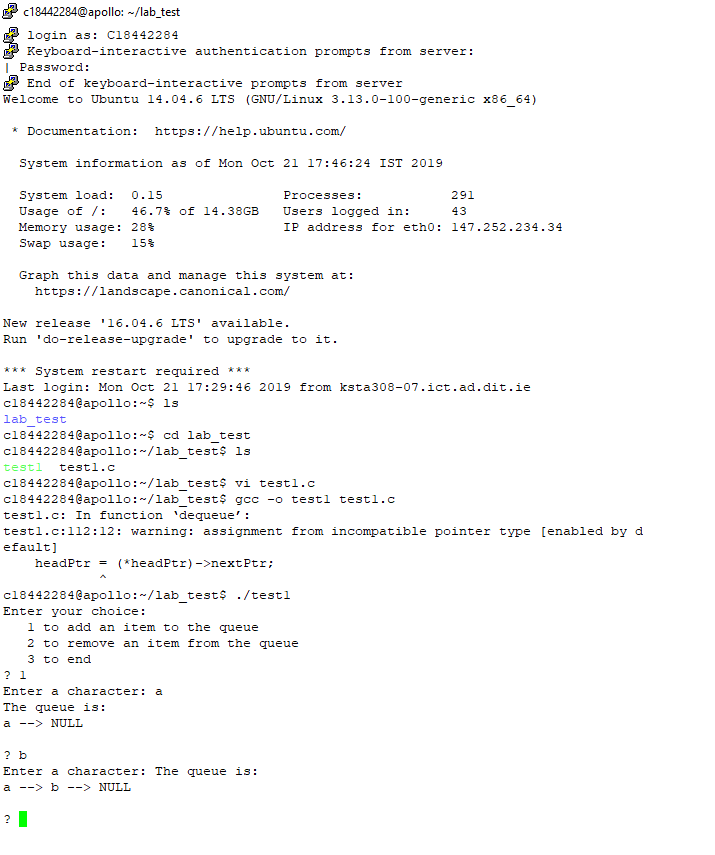 c18442284@apollo: ~/lab_test
login as: C18442284
Keyboard-interactive authentication prompts from server:
| Password:
End of keyboard-interactive prompts from server
Welcome to Ubuntu 14.04.6 LTS (GNU/Linux 3.13.0-100-generic x86_64)
* Documentation:  https://help.ubuntu.com/
System information as of Mon Oct 21 17:46:24 IST 2019
System load:  0.15               Processes:           291
Usage of /:   46.7% of 14.38GB   Users logged in:     43
Memory usage: 28%                IP address for eth0: 147.252.234.34
Swap usage:   15%
Graph this data and manage this system at:
https://landscape.canonical.com/
New release '16.04.6 LTS' available.
Run 'do-release-upgrade' to upgrade to it.
*** System restart required ***
Last login: Mon Oct 21 17:29:46 2019 from ksta308-07.ict.ad.dit.ie
c18442284@apollo:~$ ls
lab_test
c18442284@apollo:~$ cd lab_test
c18442284@apollo:~/lab_test$ ls
test1  test1.c
c18442284@apollo:~/lab_test$ vi test1.c
c18442284@apollo:~/lab_test$ gcc -o test1 test1.c
test1.c: In function ‘dequeue’:
test1.c:112:12: warning: assignment from incompatible pointer type [enabled by d
efault]
headPtr = (*headPtr)->nextPtr;
^
c18442284@apollo:~/lab_test$ ./test1
Enter your choice:
1 to add an item to the queue
2 to remove an item from the queue
3 to end
? 1
Enter a character: a
The queue is:
a --> NULL
? b
Enter a character: The queue is:
a --> b --> NULL
?